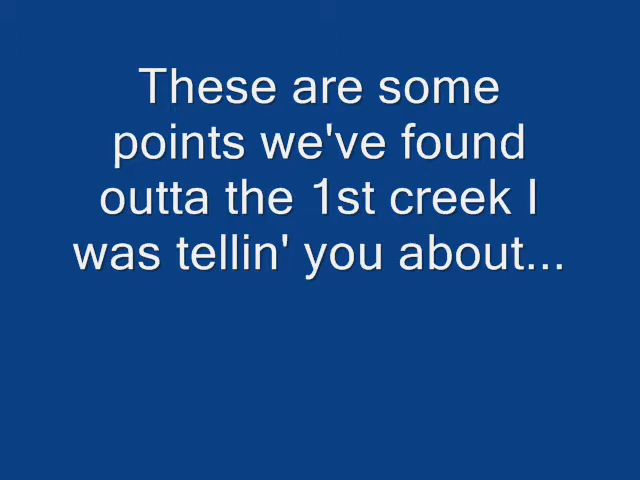 These are some
points we've found
outta the 1st creek I
was tellin' you about...